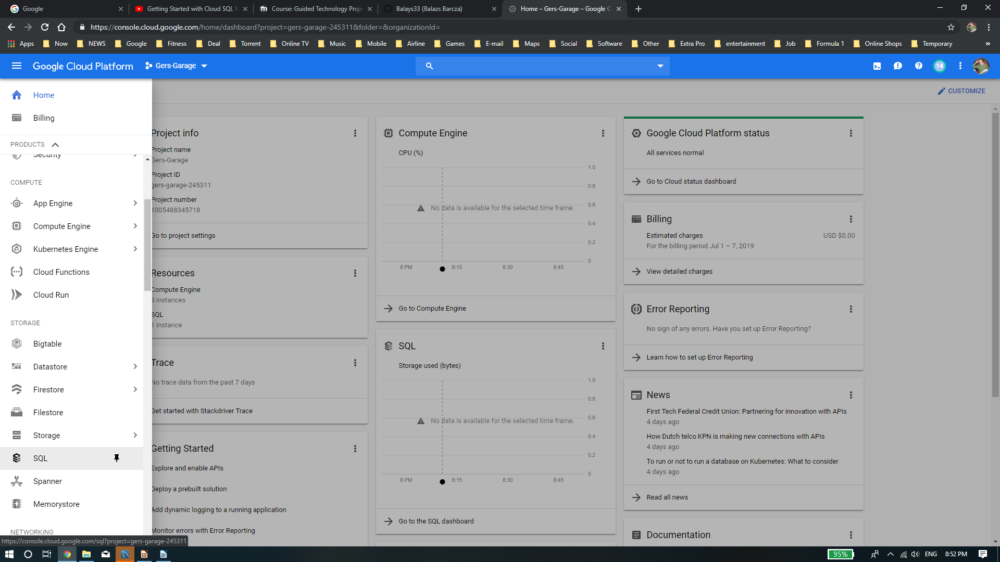 Google
Getting Started with Cloud SQL f
Course: Guided Technology Proje
Balays33 (Balazs Barcza)
Home – Gers-Garage – Google C
https://console.cloud.google.com/home/dashboard?project=gers-garage-245311&folder=&organizationId=
Apps
Now
NEWS
Google
Fitness
Deal
Torrent
Online TV
Music
Mobile
Airline
Games
E-mail
Maps
Social
Software
Other
Extra Pro
entertainment
Job
Formula 1
Online Shops
Temporary
»
Google Cloud Platform
Gers-Garage
14
Home
Billing
PRODUCTS
Security
COMPUTE
App Engine
Compute Engine
Kubernetes Engine
Cloud Functions
Cloud Run
STORAGE
Bigtable
Datastore
Firestore
Filestore
Storage
SQL
Spanner
Memorystore
NETWORKING
https://console.cloud.google.com/sql?project=gers-garage-245311
CUSTOMIZE
Project info
Project name
Gers-Garage
Project ID
gers-garage-245311
Project number
1005488345718
Go to project settings
Resources
Compute Engine
3 instances
SQL
1 instance
Trace
No trace data from the past 7 days
Get started with Stackdriver Trace
Getting Started
Explore and enable APIs
Deploy a prebuilt solution
Add dynamic logging to a running application
Monitor errors with Error Reporting
Compute Engine
CPU (%)
1.0
0.8
0.6
No data is available for the selected time frame.
0.4
0.2
0
8 PM
8:15
8:30
8:45
Go to Compute Engine
SQL
Storage used (bytes)
1.0
0.8
0.6
No data is available for the selected time frame.
0.4
0.2
0
8 PM
8:15
8:30
8:45
Go to the SQL dashboard
Google Cloud Platform status
All services normal
Go to Cloud status dashboard
Billing
Estimated charges USD $0.00
For the billing period Jul 1 – 7, 2019
View detailed charges
Error Reporting
No sign of any errors. Have you set up Error Reporting?
Learn how to set up Error Reporting
News
First Tech Federal Credit Union: Partnering for innovation with APIs
4 days ago
How Dutch telco KPN is making new connections with APIs
4 days ago
To run or not to run a database on Kubernetes: What to consider
4 days ago
Read all news
Documentation
95%
ENG
8:52 PM